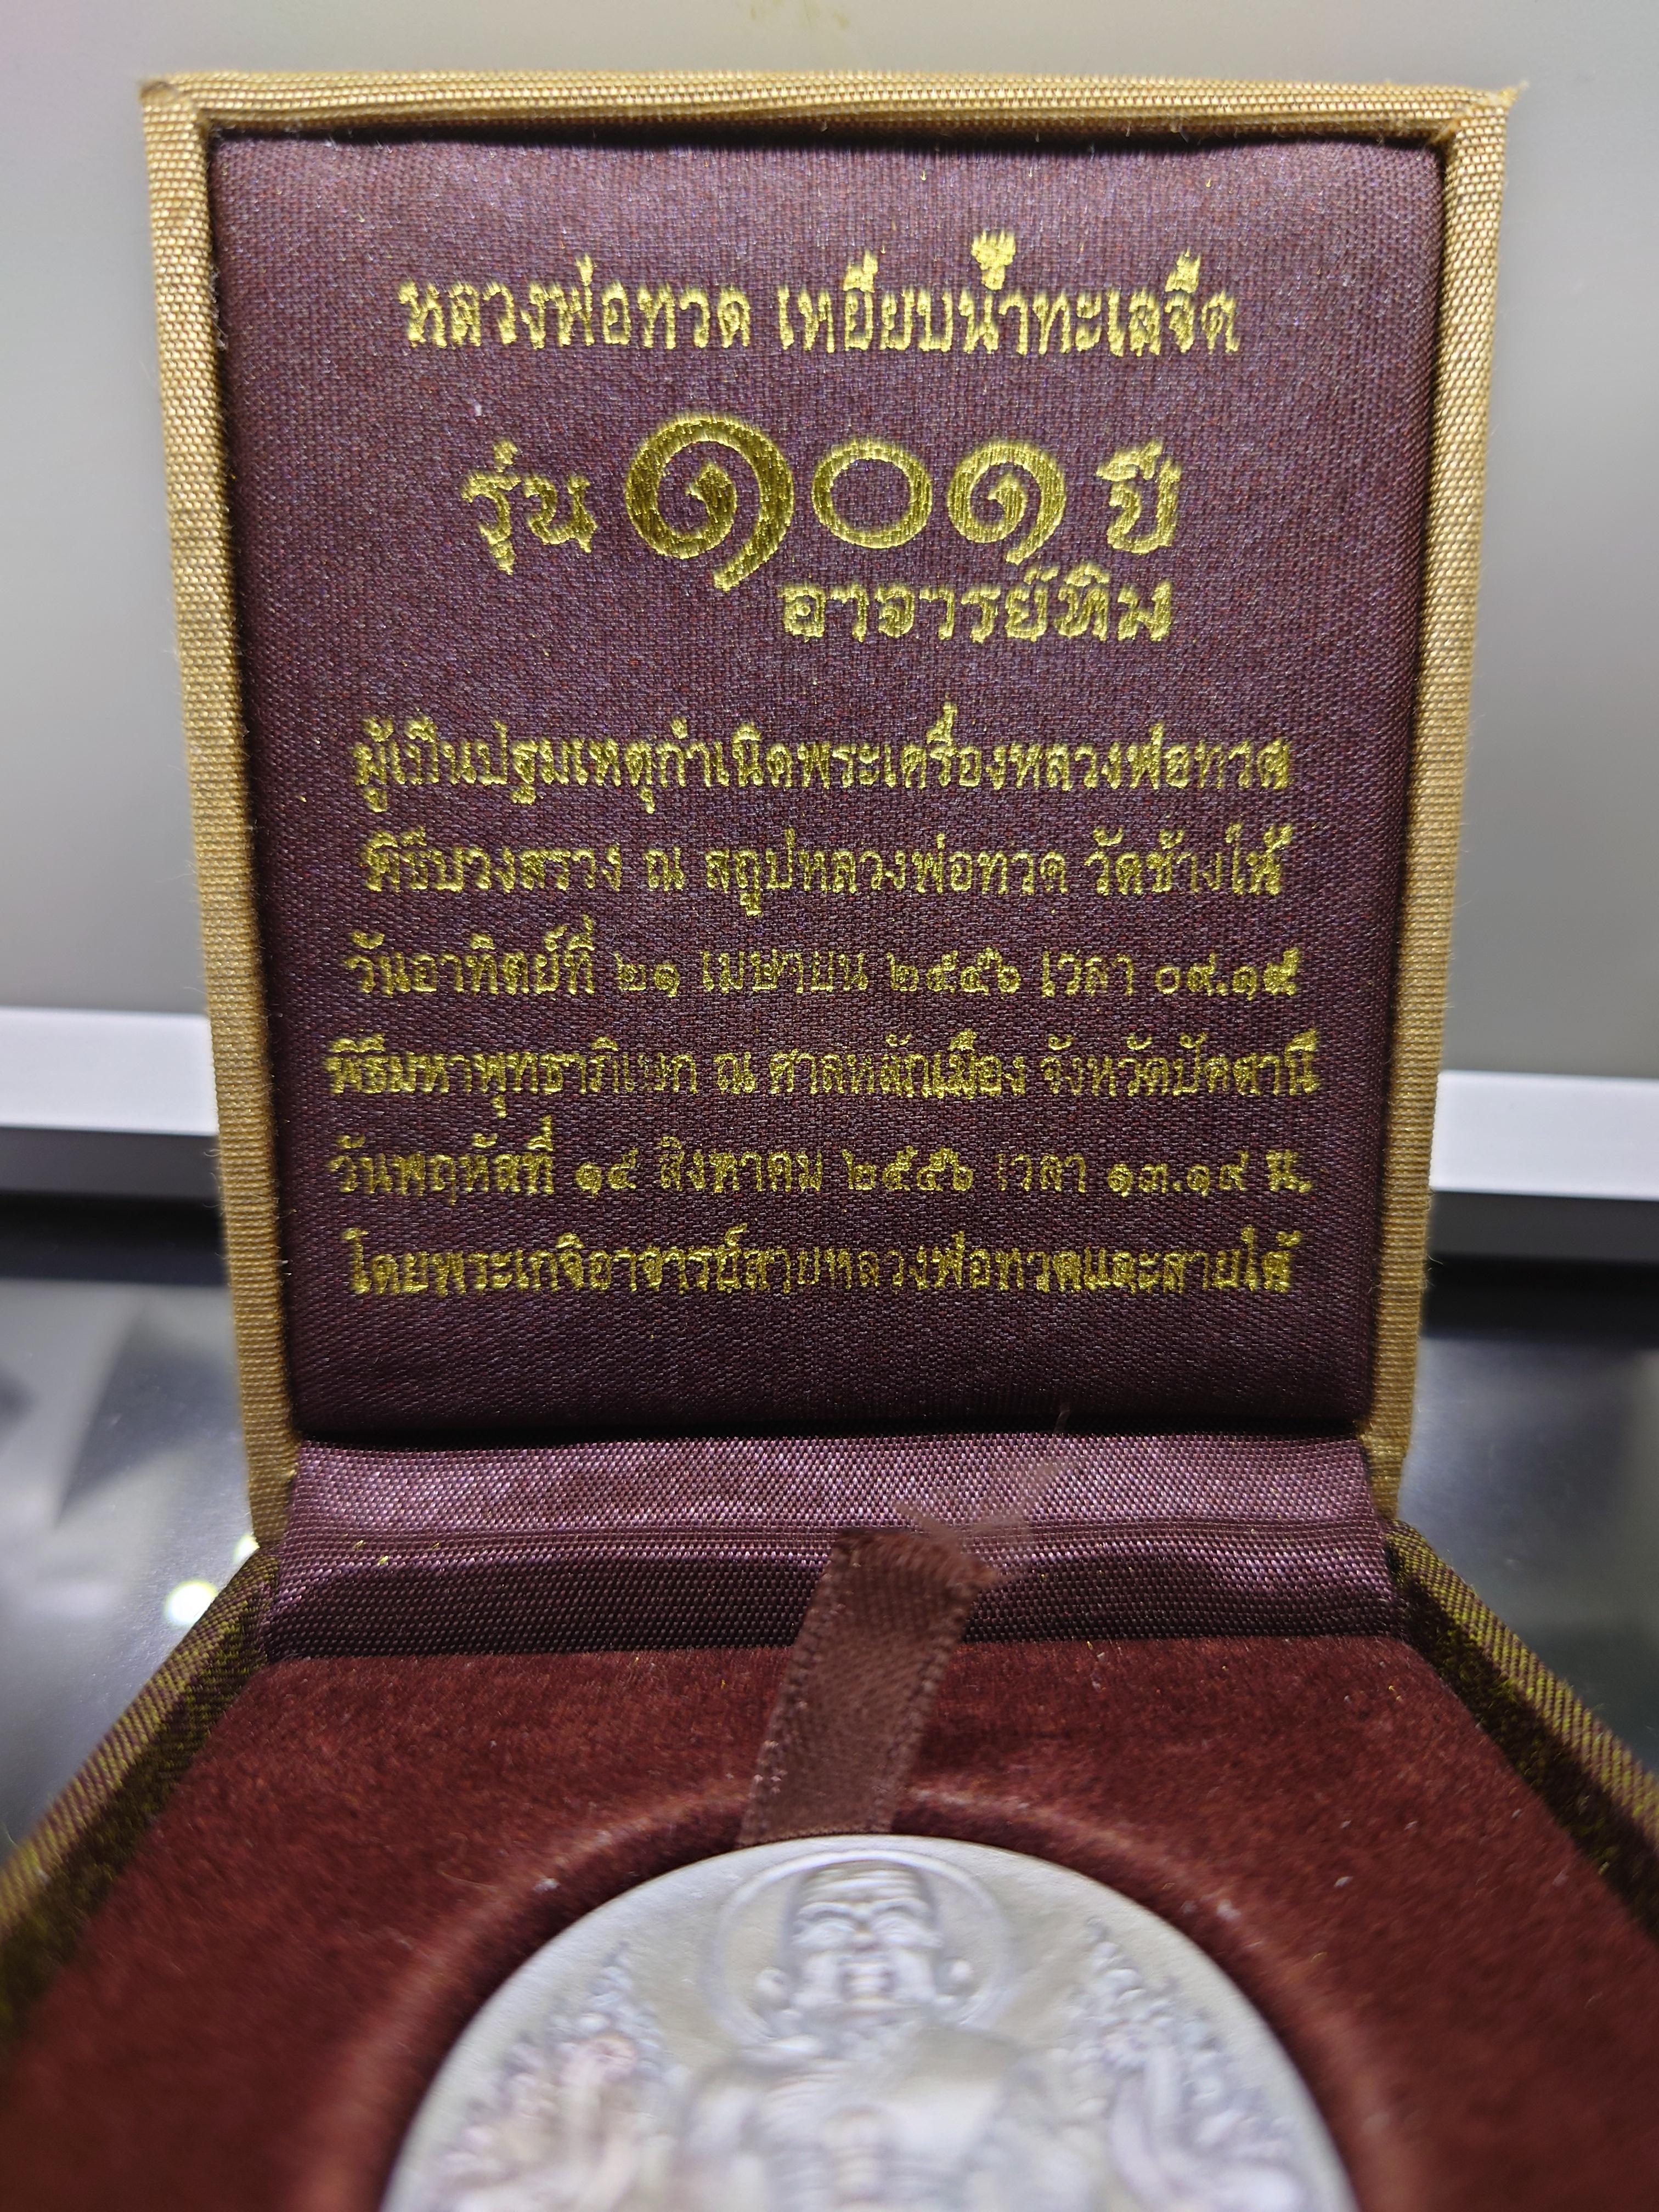 หลวงพ่อทวด เหยียบน้ำทะเลจืด
รุ่น ๑๐๑ ปี
อาจารย์ทิม
ผู้เป็นปฐมเหตุกำเนิดพระเครื่องหลวงพ่อทวด
พิธีบวงสรวง ณ สถูปหลวงพ่อทวด วัดช้างให้
วันอาทิตย์ที่ ๒๑ เมษายน ๒๕๕๖ เวลา ๐๙.๑๙
พิธีมหาพุทธาภิเษก ณ ศาลหลักเมือง จังหวัดปัตตานี
วันพฤหัสที่ ๑๕ สิงหาคม ๒๕๕๖ เวลา ๑๓.๑๙ น.
โดยพระเกจิอาจารย์สายหลวงพ่อทวดและสายใต้